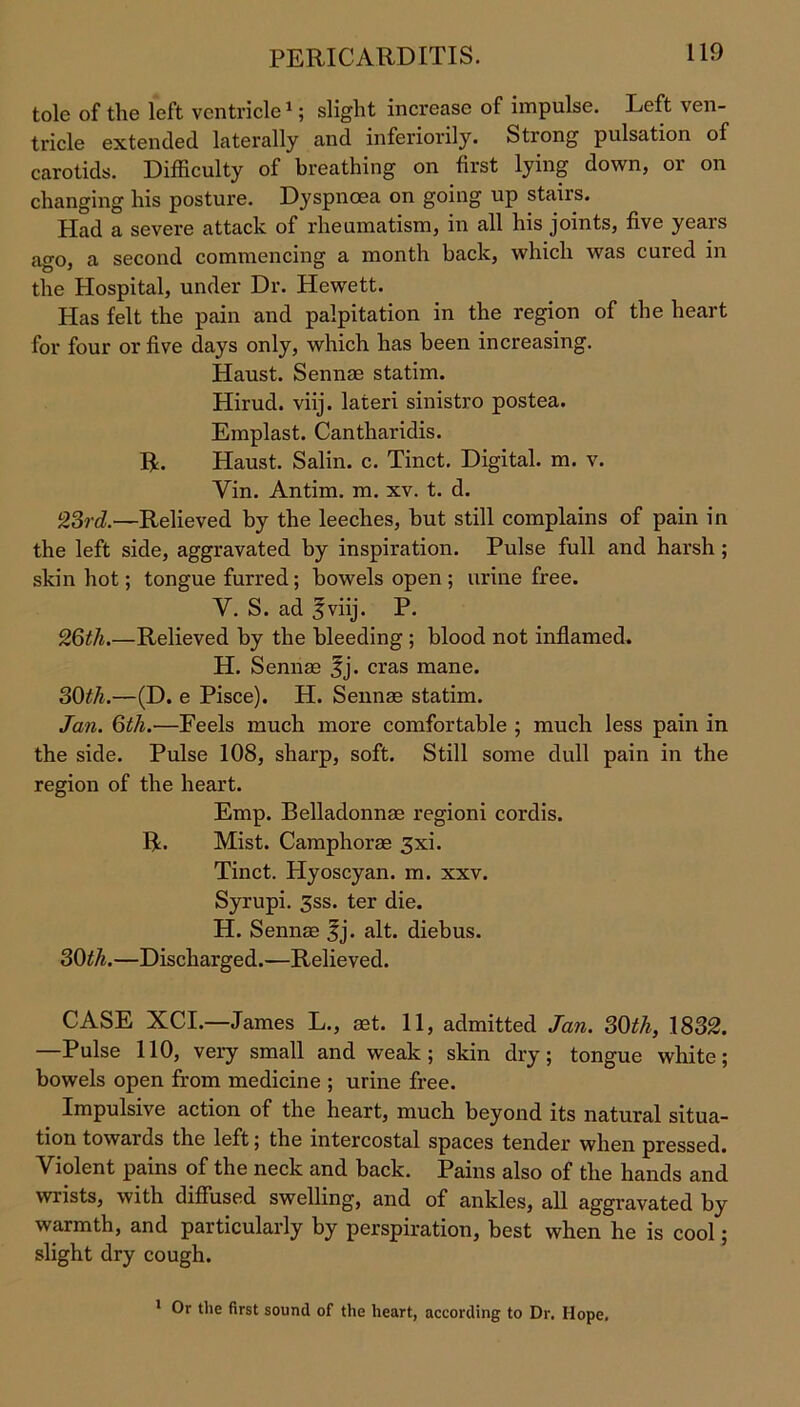 PERICARDITIS. 119
tole of the left ventricle ¹; slight increase of impulse. Left ven-
tricle extended laterally and inferiorily. Strong pulsation of
carotids. Difficulty of breathing on first lying down, or on
changing his posture. Dyspnœa on going up stairs.
Had a severe attack of rheumatism, in all his joints, five years
ago, a second commencing a month back, which was cured in
the Hospital, under Dr. Hewett.
Has felt the pain and palpitation in the region of the heart
for four or five days only, which has been increasing.
Haust. Sennæ statim.
Hirud. viij. lateri sinistro postea.
Emplast. Cantharidis.
℞. Haust. Salin. c. Tinct. Digital. m. v.
Vin. Antim. m. xv. t. d.
23rd.—Relieved by the leeches, but still complains of pain in
the left side, aggravated by inspiration. Pulse full and harsh;
skin hot; tongue furred; bowels open; urine free.
V. S. ad ℥viij. P.
26th.—Relieved by the bleeding; blood not inflamed.
H. Sennæ ℥j. cras mane.
30th.—(D. e Pisce). H. Sennæ statim.
Jan. 6th.—Feels much more comfortable; much less pain in
the side. Pulse 108, sharp, soft. Still some dull pain in the
region of the heart.
Emp. Belladonnæ regioni cordis.
℞. Mist. Camphoræ ʒxi.
Tinct. Hyoscyan. m. xxv.
Syrupi. ʒss. ter die.
H. Sennæ ℥j. alt. diebus.
30th.—Discharged.—Relieved.
CASE XCI.—James L., æt. 11, admitted Jan. 30th, 1832.
—Pulse 110, very small and weak; skin dry; tongue white;
bowels open from medicine; urine free.
Impulsive action of the heart, much beyond its natural situa-
tion towards the left; the intercostal spaces tender when pressed.
Violent pains of the neck and back. Pains also of the hands and
wrists, with diffused swelling, and of ankles, all aggravated by
warmth, and particularly by perspiration, best when he is cool;
slight dry cough.
¹ Or the first sound of the heart, according to Dr. Hope.